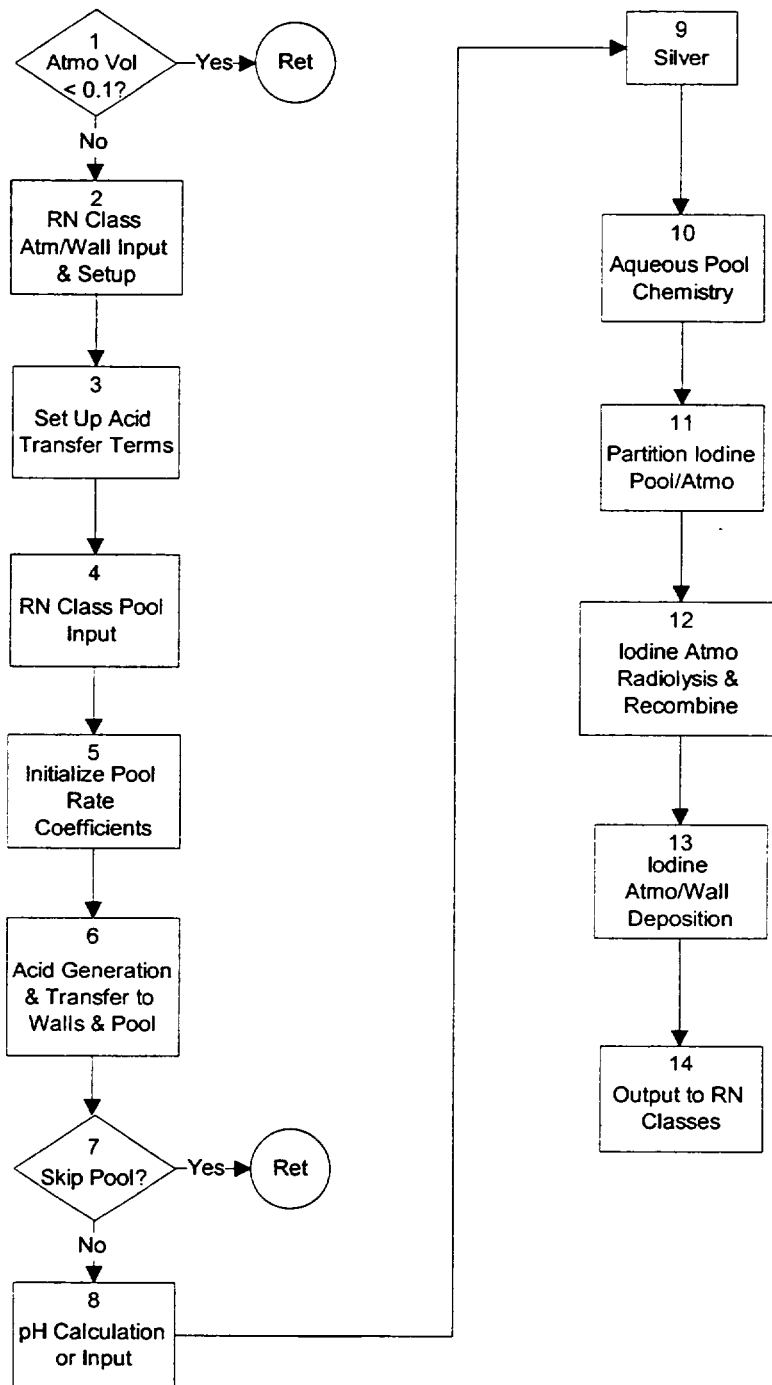 1
Atmo Vol
< 0.1?
Yes
Ret
No
2
RN Class
Atm/Wall Input
& Setup
3
Set Up Acid
Transfer Terms
4
RN Class Pool
Input
5
Initialize Pool
Rate
Coefficients
6
Acid Generation
& Transfer to
Walls & Pool
7
Skip Pool?
Yes
Ret
No
8
pH Calculation
or Input
9
Silver
10
Aqueous Pool
Chemistry
11
Partition Iodine
Pool/Atmo
12
Iodine Atmo
Radiolysis &
Recombine
13
Iodine
Atmo/Wall
Deposition
14
Output to RN
Classes